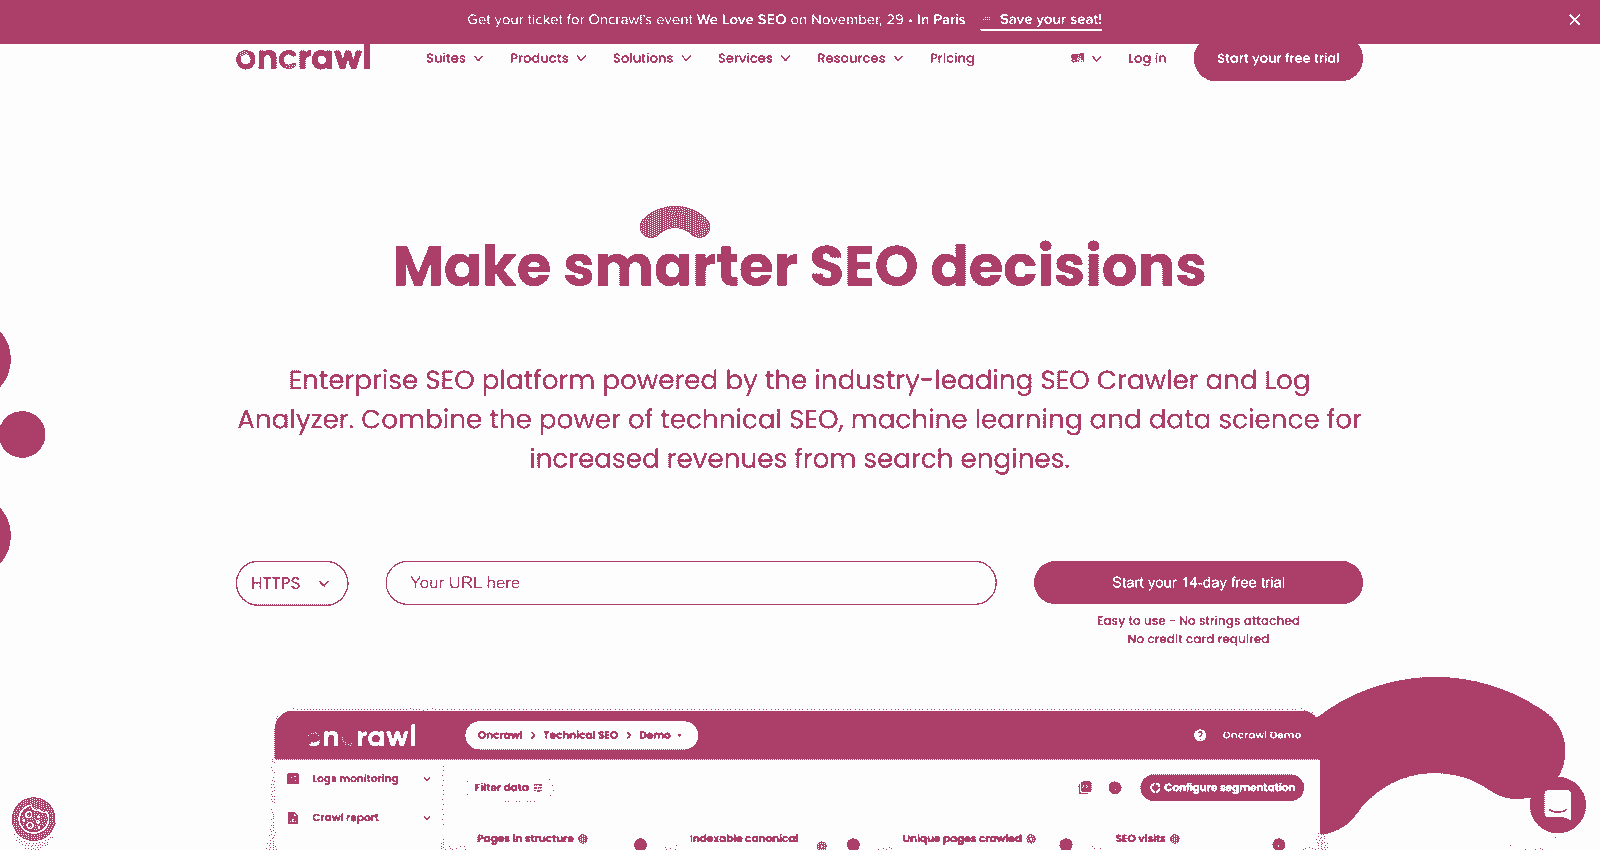 Get your ticket for Oncrawl's event We Love SEO on November, 29 • In Paris Save your seat!
oncrawl Suites Products Solutions Services Resources Pricing Log in Start your free trial
Make smarter SEO decisions
Enterprise SEO platform powered by the industry-leading SEO Crawler and Log
Analyzer. Combine the power of technical SEO, machine learning and data science for
increased revenues from search engines.
HTTPS Your URL here Start your 14-day free trial
Easy to use - No strings attached
No credit card required
oncrawl Oncrawl > Technical SEO > Demo Oncrawl Demo
Logs monitoring
Filter data Configure segmentation
Crawl report
Pages in structure Indexable canonical Unique pages crawled SEO visits